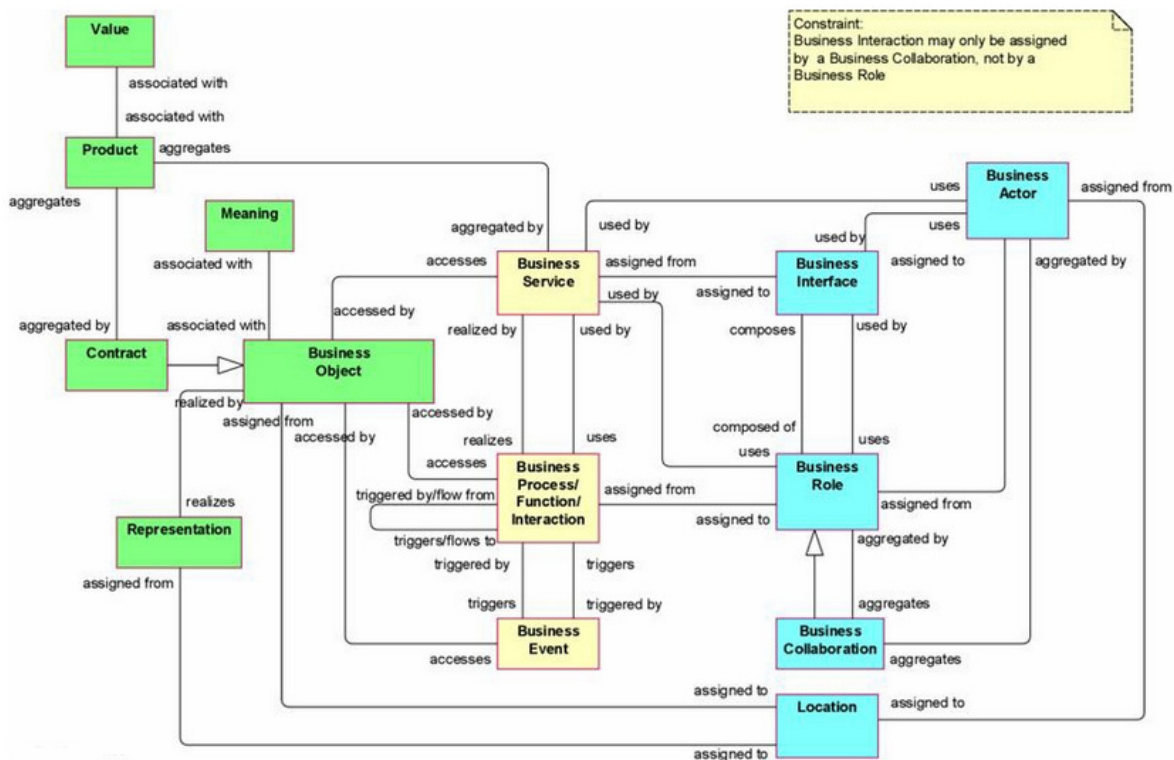 Value
Constraint:
Business Interaction may only be assigned
by a Business Collaboration, not by a
Business Role
associated with
associated with
Product
aggregates
aggregates
Meaning
Business
Actor
assigned from
uses
uses
used by
used by
aggregated by
assigned to
aggregated by
associated with
accesses
Business
Service
assigned from
assigned to
Business
Interface
used by
accessed by
associated with
aggregated by
realized by
used by
composes
used by
Contract
Business
Object
realized by
assigned from
accessed by
accessed by
realizes
uses
composed of
uses
uses
accesses
Business
Process/
Function/
Interaction
Business
Role
triggered by/flow from
assigned from
assigned to
assigned from
realizes
Representation
triggers/flows to
triggered by
triggers
aggregated by
assigned from
triggers
triggered by
aggregates
Business
Event
accesses
Business
Collaboration
aggregates
assigned to
Location
assigned to
assigned to